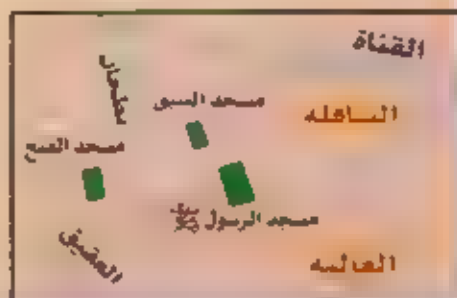 القناة
بطحان
مسجد السبق
السافله
مسجد الفتح
مسجد الرسول ﷺ
العقيق
العاليه